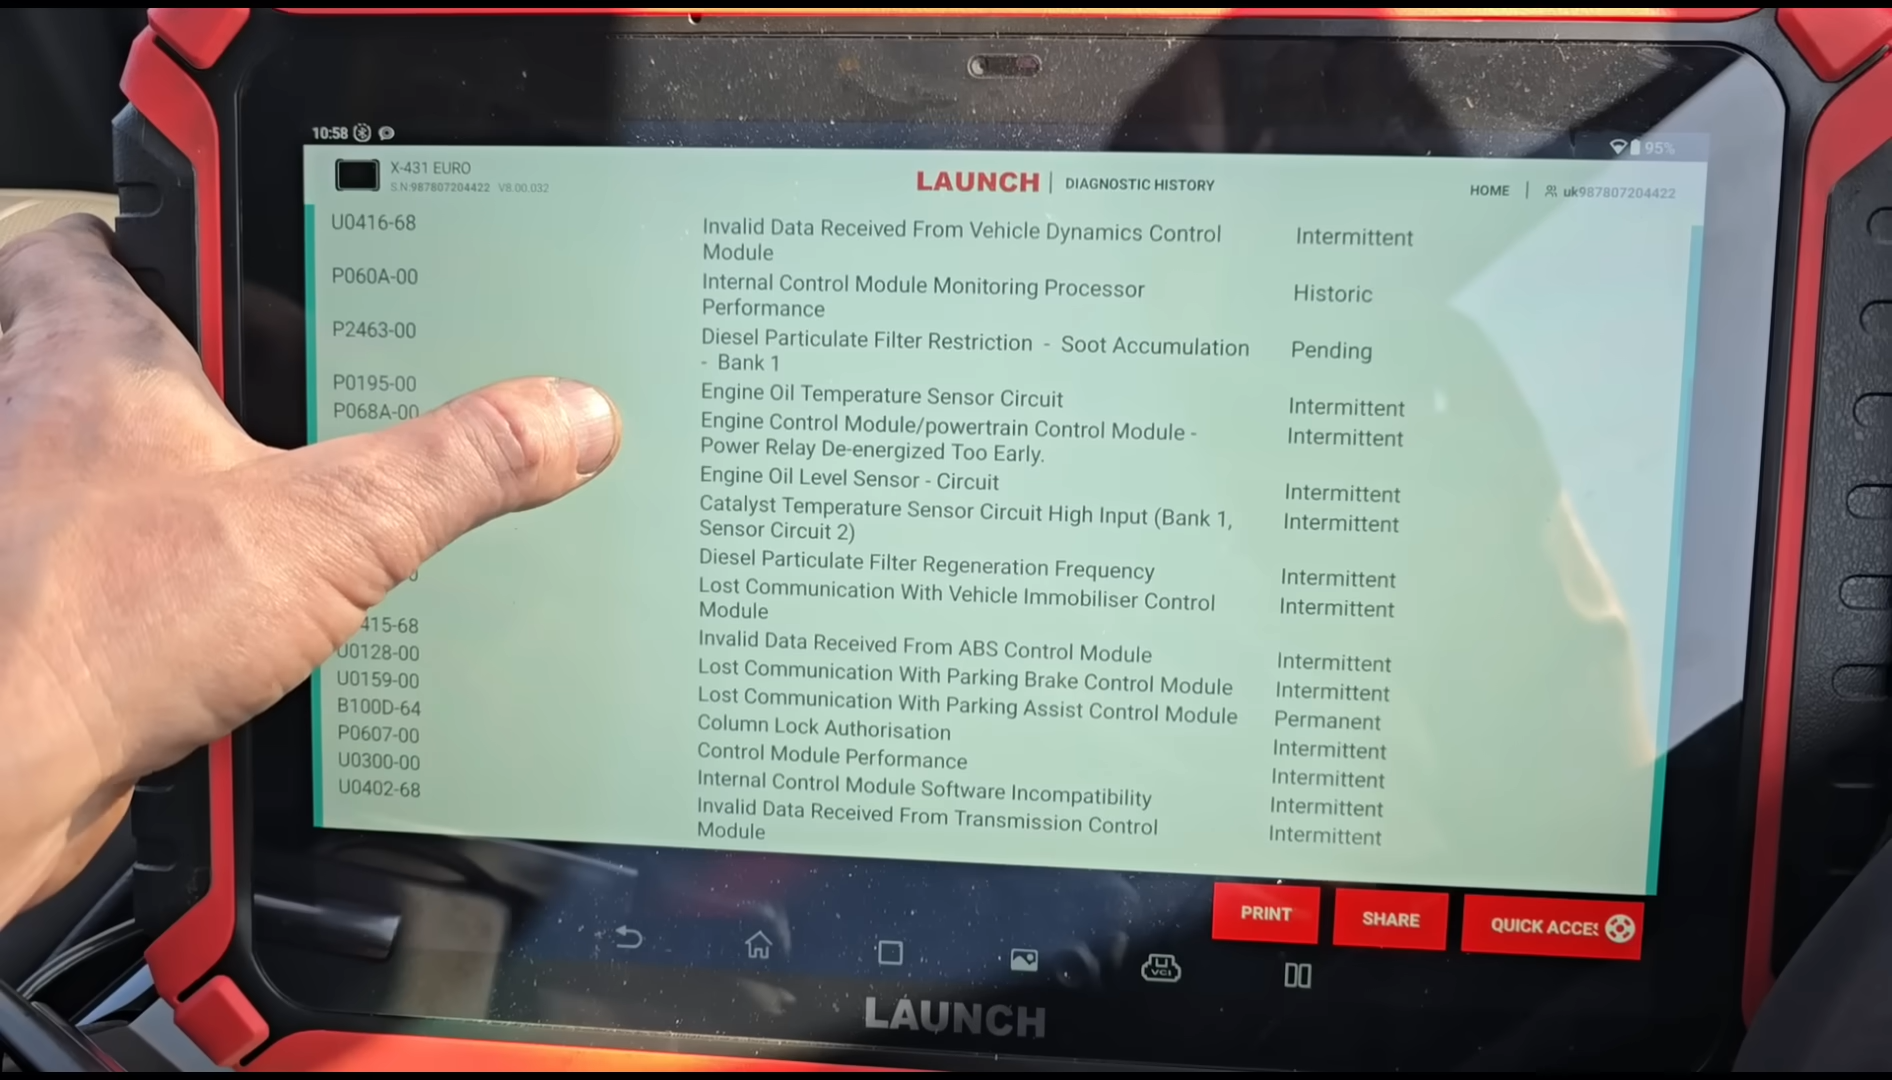 10:58
95%
X-431 EURO
S.N.987807204422 V8.00.032
LAUNCH | DIAGNOSTIC HISTORY
HOME | uk987807204422
U0416-68 Invalid Data Received From Vehicle Dynamics Control Intermittent
Module
P060A-00 Internal Control Module Monitoring Processor Historic
Performance
P2463-00 Diesel Particulate Filter Restriction - Soot Accumulation Pending
- Bank 1
P0195-00 Engine Oil Temperature Sensor Circuit Intermittent
P068A-00 Engine Control Module/powertrain Control Module - Intermittent
Power Relay De-energized Too Early.
Engine Oil Level Sensor - Circuit Intermittent
Catalyst Temperature Sensor Circuit High Input (Bank 1, Intermittent
Sensor Circuit 2)
Diesel Particulate Filter Regeneration Frequency Intermittent
Lost Communication With Vehicle Immobiliser Control Intermittent
Module
415-68 Invalid Data Received From ABS Control Module Intermittent
U0128-00 Lost Communication With Parking Brake Control Module Intermittent
U0159-00 Lost Communication With Parking Assist Control Module Permanent
B100D-64 Column Lock Authorisation Intermittent
P0607-00 Control Module Performance Intermittent
U0300-00 Internal Control Module Software Incompatibility Intermittent
U0402-68 Invalid Data Received From Transmission Control Intermittent
Module
PRINT SHARE QUICK ACCES
VCI
LAUNCH